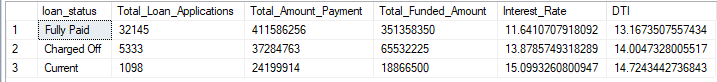 loan_status Total_Loan_Applications Total_Amount_Payment Total_Funded_Amount Interest_Rate DTI
1 Fully Paid 32145 411586256 351358350 11.6410707918092 13.1673507557434
2 Charged Off 5333 37284763 65532225 13.8785749318289 14.0047328005517
3 Current 1098 24199914 18866500 15.0993260800947 14.7243442736843